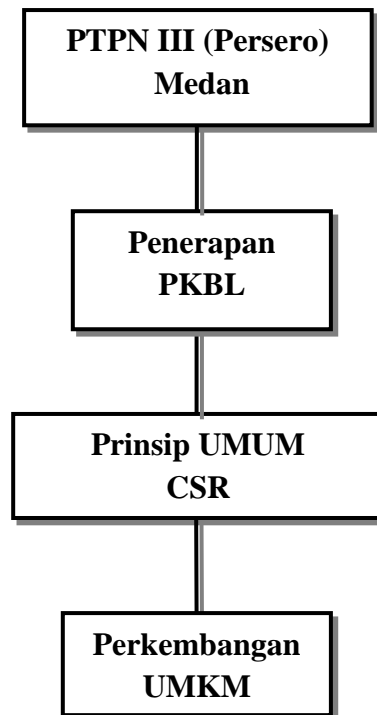 PTPN III (Persero)
Medan
Penerapan
PKBL
Prinsip UMUM
CSR
Perkembangan
UMKM